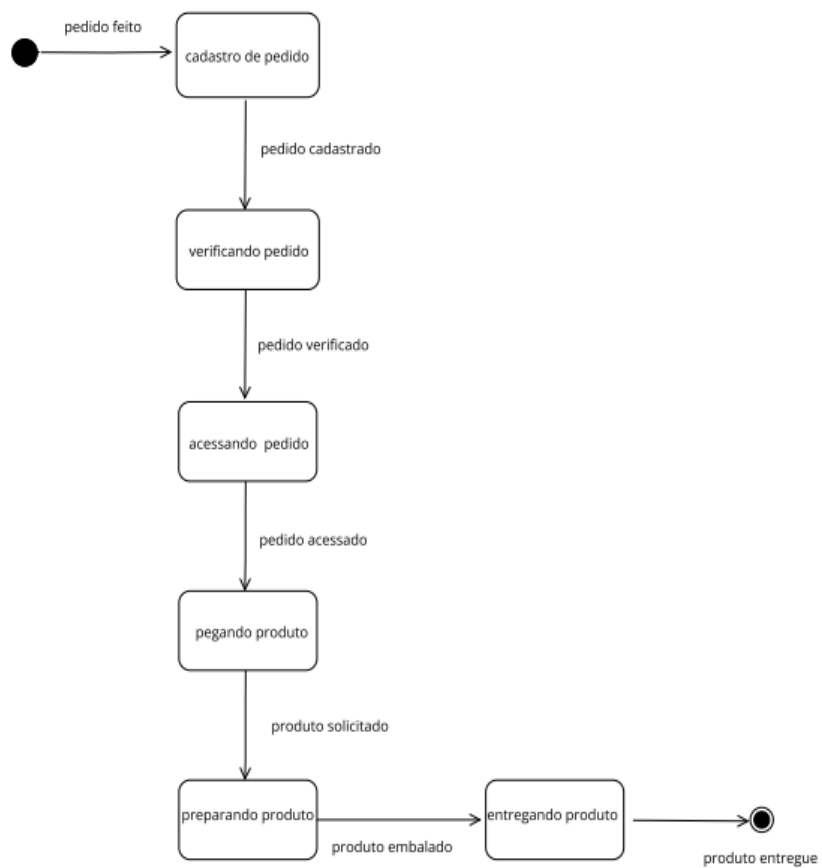 pedido feito
cadastro de pedido
pedido cadastrado
verificando pedido
pedido verificado
acessando  pedido
pedido acessado
pegando produto
produto solicitado
preparando produto
produto embalado
entregando produto
produto entregue